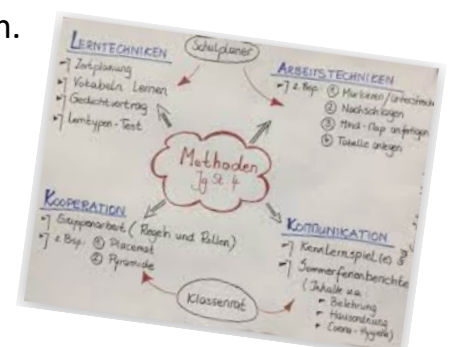 n.
Schulplaner
LERNTECHNIKEN
Zeitplanung
Vokabeln lernen
Gedichtvortrag
Lerntypen-Test
ARBEITSTECHNIKEN
z. Bsp. ① Markieren/unterstreichen
② Nachschlagen
③ Mind-Map anfertigen
④ Tabelle anlegen
Methoden
Jg St. 4
KOOPERATION
Gruppenarbeit (Regeln und Rollen)
z. Bsp. ① Placemat
② Pyramide
KOMMUNIKATION
Kennlernspiel(e)
Sommerferienberichte
(Inhalte u.a.
Belehrung
Hausordnung
Corona-Hygiene)
Klassenrat